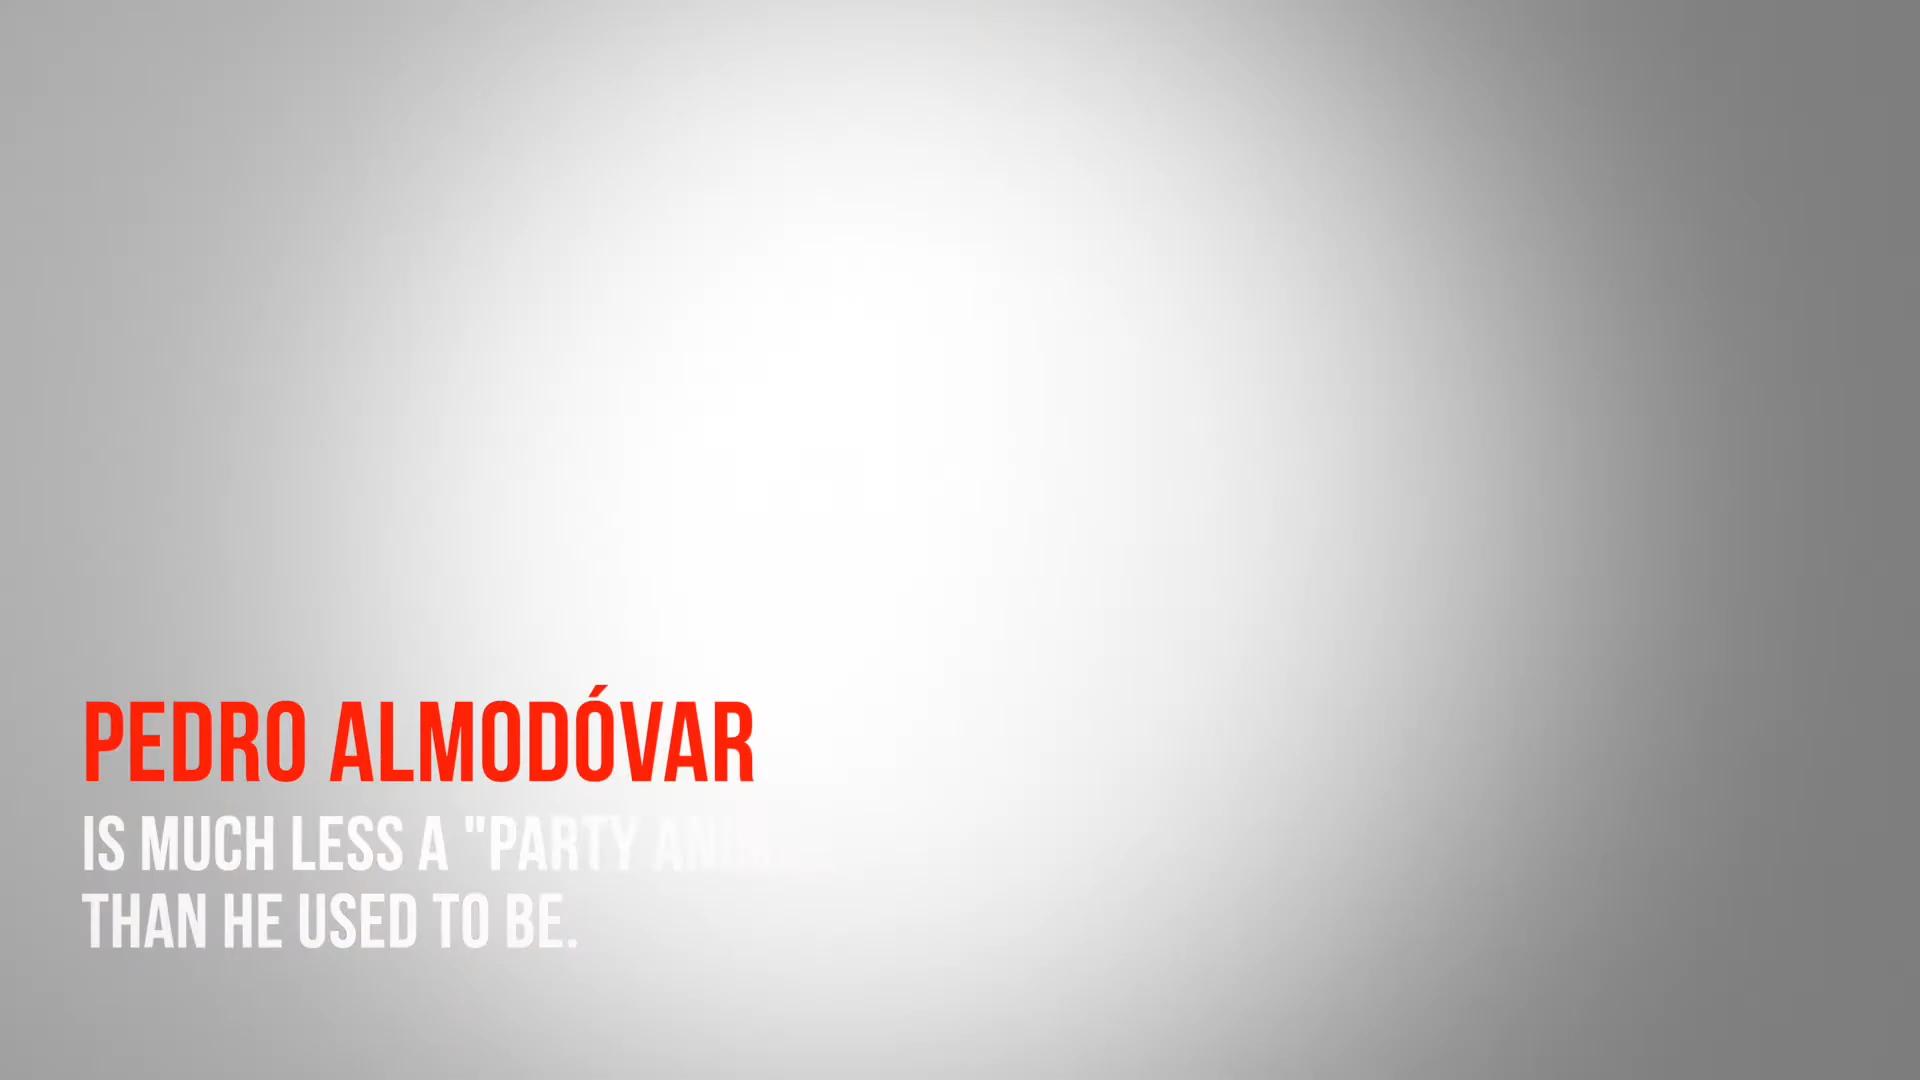 PEDRO ALMODÓVAR
IS MUCH LESS A "PARTY
THAN HE USED TO BE.